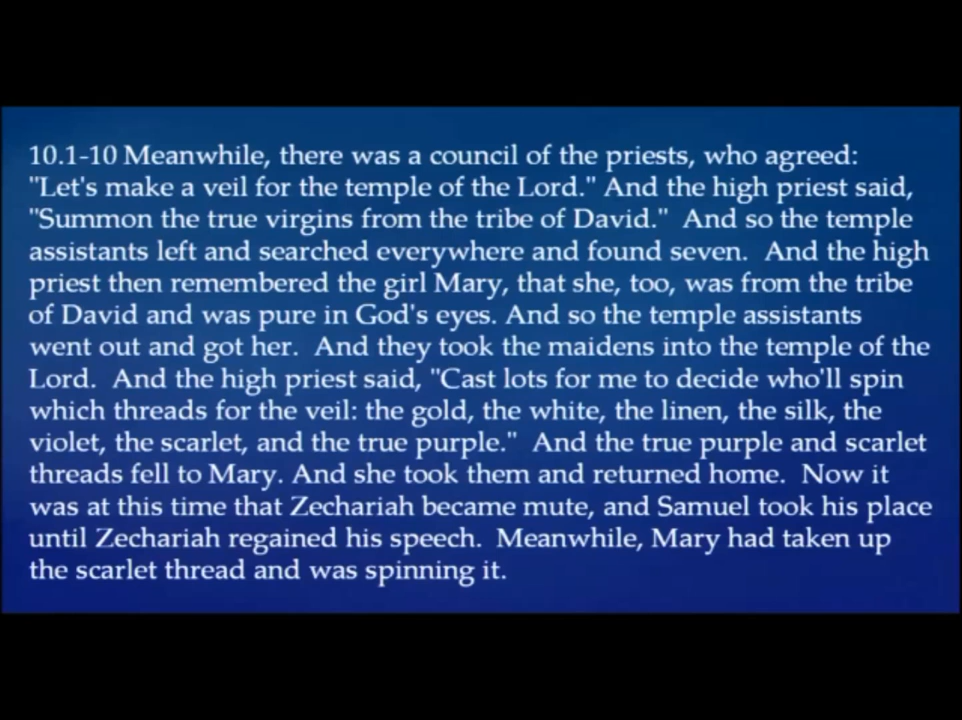 10.1-10 Meanwhile, there was a council of the priests, who agreed:
"Let's make a veil for the temple of the Lord." And the high priest said,
"Summon the true virgins from the tribe of David."  And so the temple
assistants left and searched everywhere and found seven.  And the high
priest then remembered the girl Mary, that she, too, was from the tribe
of David and was pure in God's eyes. And so the temple assistants
went out and got her.  And they took the maidens into the temple of the
Lord.  And the high priest said, "Cast lots for me to decide who'll spin
which threads for the veil: the gold, the white, the linen, the silk, the
violet, the scarlet, and the true purple."  And the true purple and scarlet
threads fell to Mary. And she took them and returned home.  Now it
was at this time that Zechariah became mute, and Samuel took his place
until Zechariah regained his speech.  Meanwhile, Mary had taken up
the scarlet thread and was spinning it.